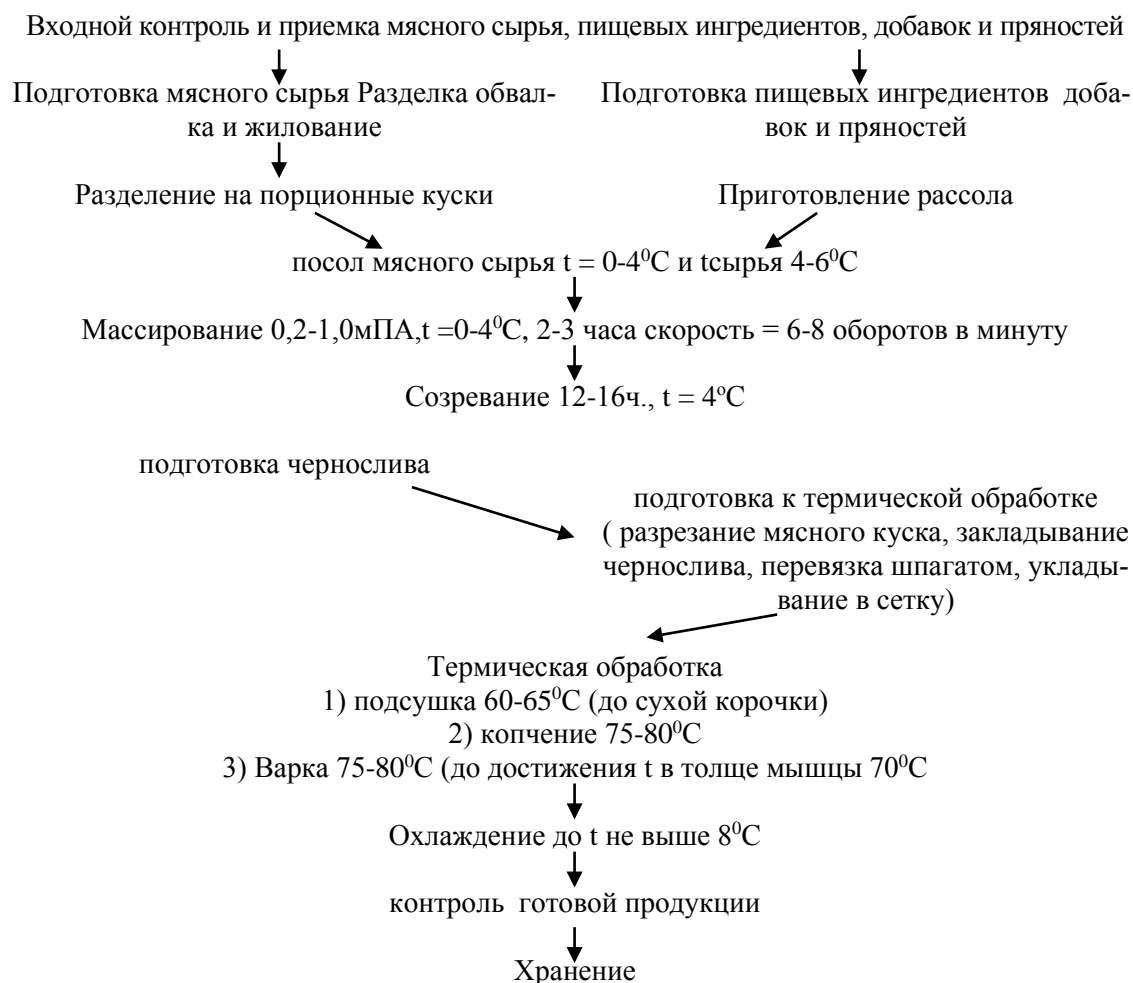 Входной контроль и приемка мясного сырья, пищевых ингредиентов, добавок и пряностей
Подготовка мясного сырья Разделка обвал-
ка и жилование
Подготовка пищевых ингредиентов доба-
вок и пряностей
Разделение на порционные куски
Приготовление рассола
посол мясного сырья t = 0-4⁰С и tсырья 4-6⁰С
Массирование 0,2-1,0мПА,t =0-4⁰С, 2-3 часа скорость = 6-8 оборотов в минуту
Созревание 12-16ч., t = 4ºС
подготовка чернослива
подготовка к термической обработке
( разрезание мясного куска, закладывание
чернослива, перевязка шпагатом, уклады-
вание в сетку)
Термическая обработка
1) подсушка 60-65⁰С (до сухой корочки)
2) копчение 75-80⁰С
3) Варка 75-80⁰С (до достижения t в толще мышцы 70⁰С
Охлаждение до t не выше 8⁰С
контроль готовой продукции
Хранение